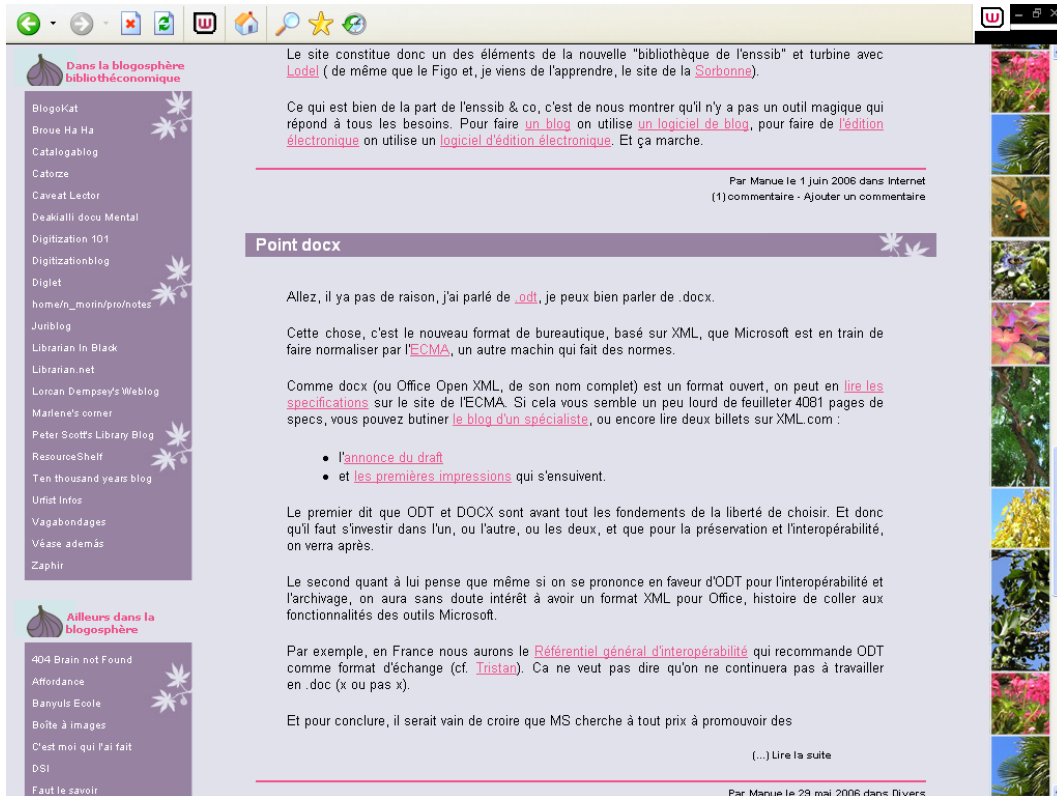 Dans la blogosphère
bibliothéconomique
BlogoKat
Broue Ha Ha
Catalogablog
Catorze
Caveat Lector
Deakialli docu Mental
Digitization 101
Digitizationblog
Diglet
home/n_morin/pro/notes
Juriblog
Librarian In Black
Librarian.net
Lorcan Dempsey's Weblog
Marlene's corner
Peter Scott's Library Blog
ResourceShelf
Ten thousand years blog
Urfist Infos
Vagabondages
Véase además
Zaphir
Ailleurs dans la
blogosphère
404 Brain not Found
Affordance
Banyuls Ecole
Boîte à images
C'est moi qui l'ai fait
DSI
Faut le savoir
Le site constitue donc un des éléments de la nouvelle "bibliothèque de l'enssib" et turbine avec
Lodel ( de même que le Figo et, je viens de l'apprendre, le site de la Sorbonne).
Ce qui est bien de la part de l'enssib & co, c'est de nous montrer qu'il n'y a pas un outil magique qui
répond à tous les besoins. Pour faire un blog on utilise un logiciel de blog, pour faire de l'édition
électronique on utilise un logiciel d'édition électronique. Et ça marche.
Par Manue le 1 juin 2006 dans Internet
(1) commentaire - Ajouter un commentaire
Point docx
Allez, il ya pas de raison, j'ai parlé de .odt, je peux bien parler de .docx.
Cette chose, c'est le nouveau format de bureautique, basé sur XML, que Microsoft est en train de
faire normaliser par l'ECMA, un autre machin qui fait des normes.
Comme docx (ou Office Open XML, de son nom complet) est un format ouvert, on peut en lire les
specifications sur le site de l'ECMA. Si cela vous semble un peu lourd de feuilleter 4081 pages de
specs, vous pouvez butiner le blog d'un spécialiste, ou encore lire deux billets sur XML.com :
l'annonce du draft
et les premières impressions qui s'ensuivent.
Le premier dit que ODT et DOCX sont avant tout les fondements de la liberté de choisir. Et donc
qu'il faut s'investir dans l'un, ou l'autre, ou les deux, et que pour la préservation et l'interopérabilité,
on verra après.
Le second quant à lui pense que même si on se prononce en faveur d'ODT pour l'interopérabilité et
l'archivage, on aura sans doute intérêt à avoir un format XML pour Office, histoire de coller aux
fonctionnalités des outils Microsoft.
Par exemple, en France nous aurons le Référentiel général d'interopérabilité qui recommande ODT
comme format d'échange (cf. Tristan). Ca ne veut pas dire qu'on ne continuera pas à travailler
en .doc (x ou pas x).
Et pour conclure, il serait vain de croire que MS cherche à tout prix à promouvoir des
(...) Lire la suite
Par Manue le 29 mai 2006 dans Divers